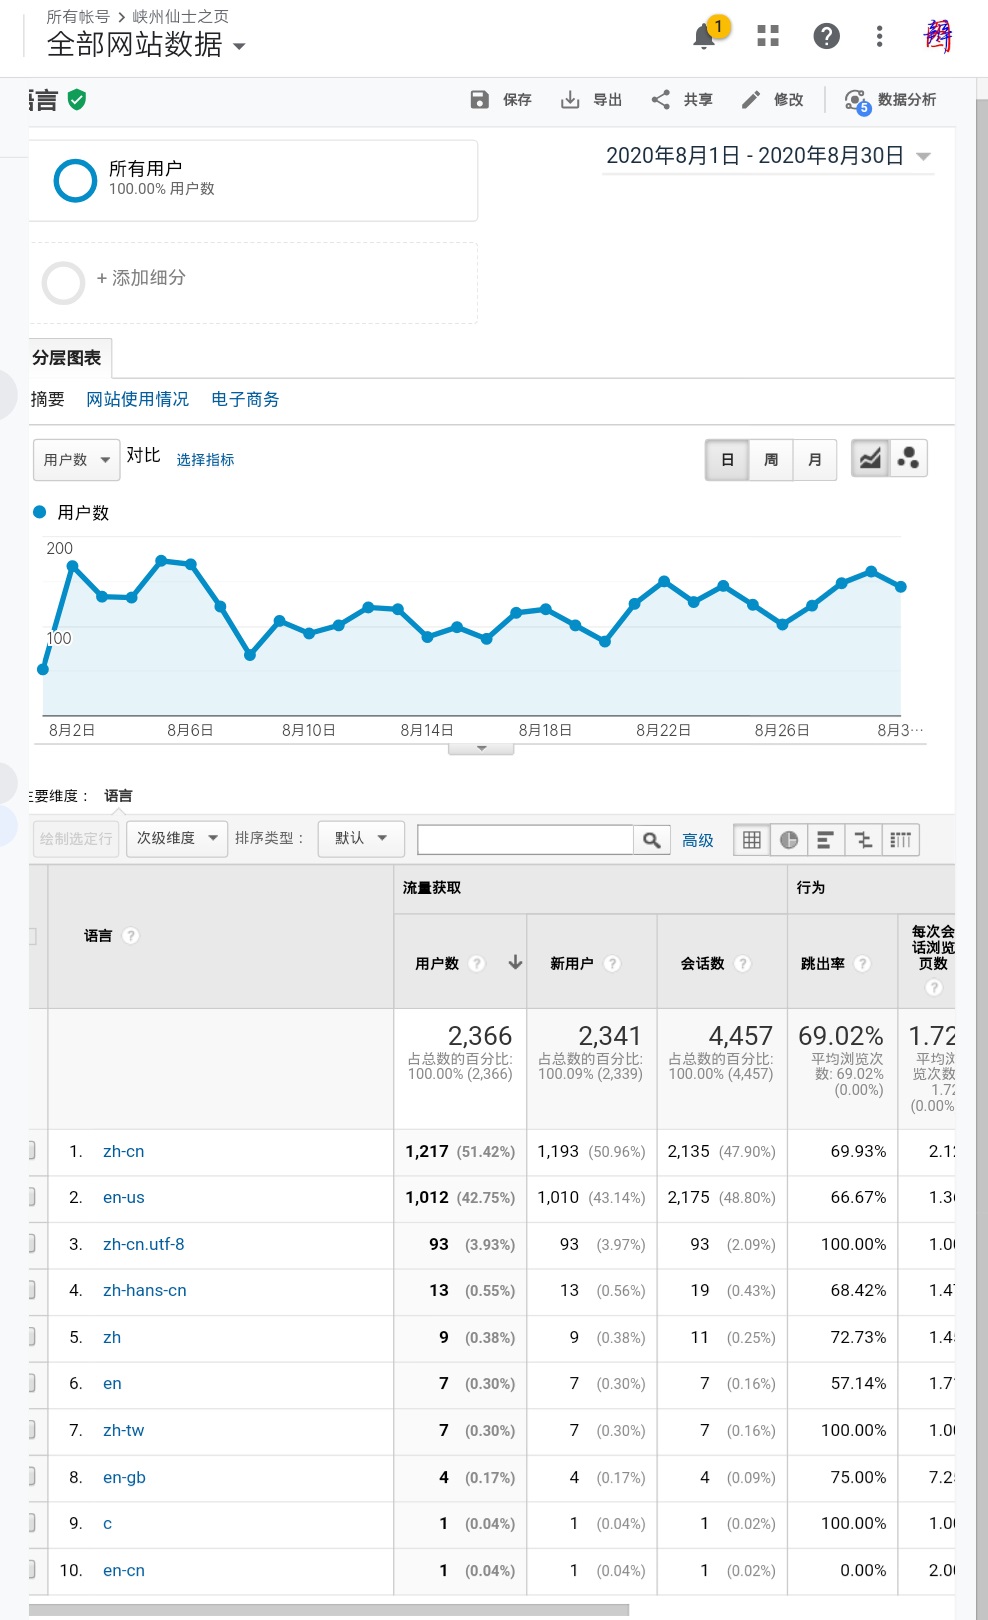 所有帐号 > 峡州仙士之页
全部网站数据
1
语言
保存 导出 共享 修改 5 数据分析
所有用户
100.00% 用户数
2020年8月1日 - 2020年8月30日
+ 添加细分
分层图表
摘要 网站使用情况 电子商务
用户数 对比 选择指标 日 周 月
用户数
200
100
8月2日 8月6日 8月10日 8月14日 8月18日 8月22日 8月26日 8月3…
主要维度： 语言
绘制选定行 次级维度 排序类型： 默认 高级
流量获取 行为
语言 ? 用户数 ? 新用户 ? 会话数 ? 跳出率 ? 每次会
话浏览
页数
?
2,366 2,341 4,457 69.02% 1.72
占总数的百分比: 占总数的百分比: 占总数的百分比: 平均浏览次 平均浏
100.00% (2,366) 100.09% (2,339) 100.00% (4,457) 数: 69.02% 览次数
(0.00%) 1.72
(0.00%
1. zh-cn 1,217 (51.42%) 1,193 (50.96%) 2,135 (47.90%) 69.93% 2.1
2. en-us 1,012 (42.75%) 1,010 (43.14%) 2,175 (48.80%) 66.67% 1.3
3. zh-cn.utf-8 93 (3.93%) 93 (3.97%) 93 (2.09%) 100.00% 1.0
4. zh-hans-cn 13 (0.55%) 13 (0.56%) 19 (0.43%) 68.42% 1.4
5. zh 9 (0.38%) 9 (0.38%) 11 (0.25%) 72.73% 1.4
6. en 7 (0.30%) 7 (0.30%) 7 (0.16%) 57.14% 1.7
7. zh-tw 7 (0.30%) 7 (0.30%) 7 (0.16%) 100.00% 1.0
8. en-gb 4 (0.17%) 4 (0.17%) 4 (0.09%) 75.00% 7.2
9. c 1 (0.04%) 1 (0.04%) 1 (0.02%) 100.00% 1.0
10. en-cn 1 (0.04%) 1 (0.04%) 1 (0.02%) 0.00% 2.0